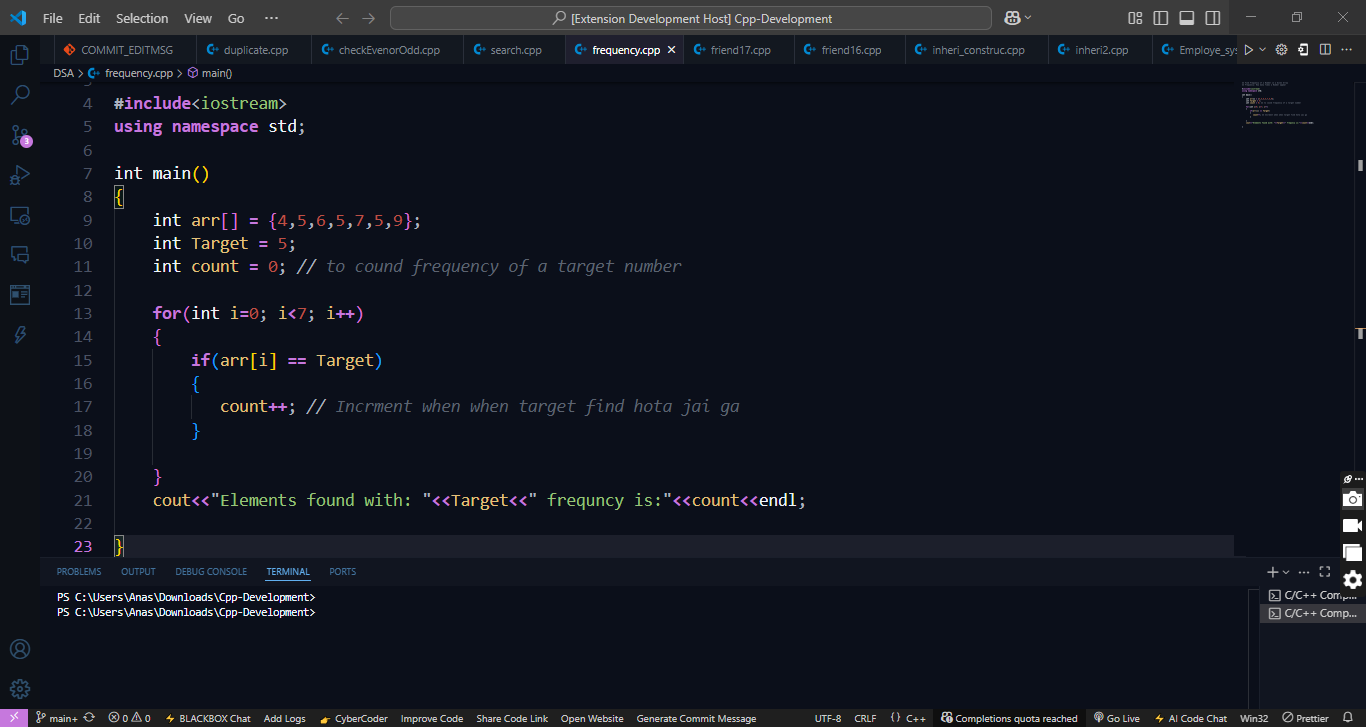 File Edit Selection View Go ··· [Extension Development Host] Cpp-Development
COMMIT_EDITMSG duplicate.cpp checkEvenorOdd.cpp search.cpp frequency.cpp friend17.cpp friend16.cpp inheri_construc.cpp inheri2.cpp Employe_sys
DSA > frequency.cpp > main()
4 #include<iostream>
5 using namespace std;
6
7 int main()
8 {
9 int arr[] = {4,5,6,5,7,5,9};
10 int Target = 5;
11 int count = 0; // to cound frequency of a target number
12
13 for(int i=0; i<7; i++)
14 {
15 if(arr[i] == Target)
16 {
17 count++; // Incrment when when target find hota jai ga
18 }
19
20 }
21 cout<<"Elements found with: "<<Target<<" frequncy is:"<<count<<endl;
22
23 }
3
PROBLEMS OUTPUT DEBUG CONSOLE TERMINAL PORTS
PS C:\Users\Anas\Downloads\Cpp-Development>
PS C:\Users\Anas\Downloads\Cpp-Development>
C/C++ Comp...
C/C++ Comp...
main+ 0 0 BLACKBOX Chat Add Logs CyberCoder Improve Code Share Code Link Open Website Generate Commit Message UTF-8 CRLF {} C++ Completions quota reached Go Live AI Code Chat Win32 Prettier